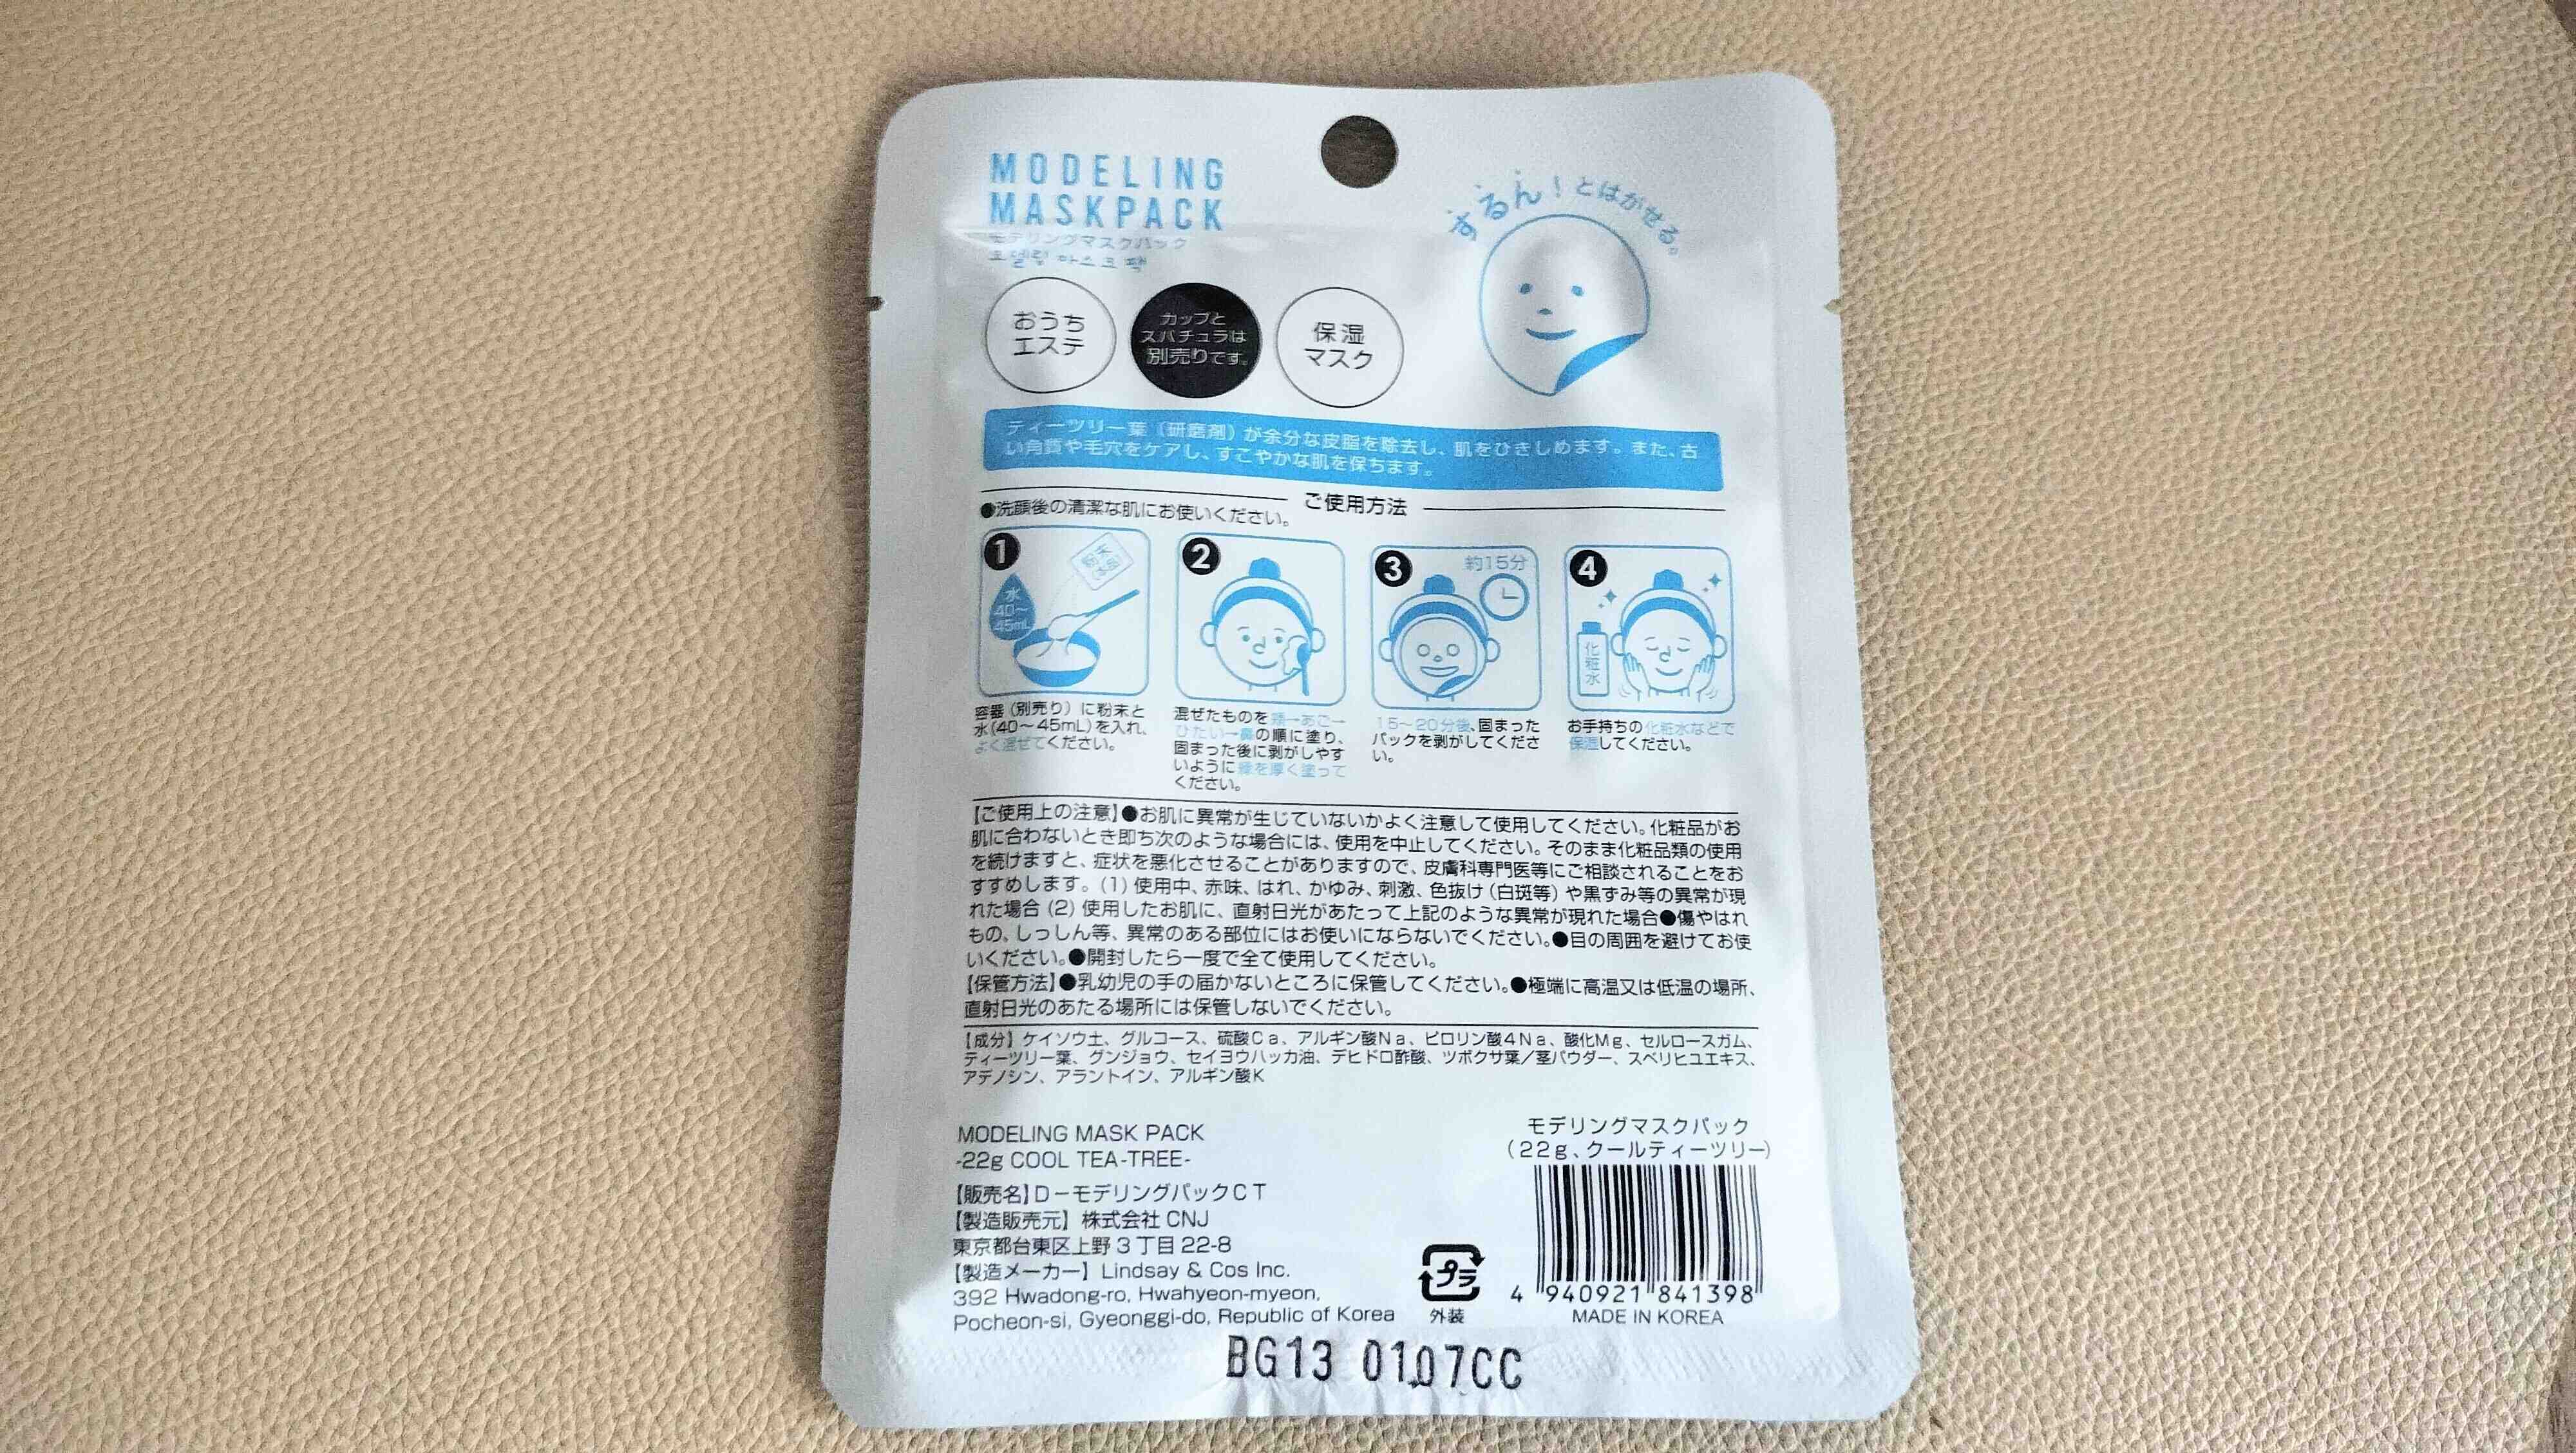 MODELING
MASKPACK
モデリングマスクパック
모델링 마스크 팩
するん！とはがせる。
おうち
エステ
カップと
スパチュラは
別売りです。
保湿
マスク
ティーツリー葉（研磨剤）が余分な皮脂を除去し、肌をひきしめます。また、古
い角質や毛穴をケアし、すこやかな肌を保ちます。
ご使用方法
●洗顔後の清潔な肌にお使いください。
1
粉末
(本品)
水
40～
45mL
容器（別売り）に粉末と
水(40～45mL)を入れ、
よく混ぜてください。
2
混ぜたものを頬→あご→
ひたい→鼻の順に塗り、
固まった後に剥がしやす
いように縁を厚く塗って
ください。
3
約15分
15～20分後、固まった
パックを剥がしてくださ
い。
4
化粧水
お手持ちの化粧水などで
保湿してください。
【ご使用上の注意】●お肌に異常が生じていないかよく注意して使用してください。化粧品がお
肌に合わないとき即ち次のような場合には、使用を中止してください。そのまま化粧品類の使用
を続けますと、症状を悪化させることがありますので、皮膚科専門医等にご相談されることをお
すすめします。(1) 使用中、赤味、はれ、かゆみ、刺激、色抜け（白斑等）や黒ずみ等の異常が現
れた場合 (2) 使用したお肌に、直射日光があたって上記のような異常が現れた場合●傷やはれ
もの、しっしん等、異常のある部位にはお使いにならないでください。●目の周囲を避けてお使
いください。●開封したら一度で全て使用してください。
【保管方法】●乳幼児の手の届かないところに保管してください。●極端に高温又は低温の場所、
直射日光のあたる場所には保管しないでください。
【成分】ケイソウ土、グルコース、硫酸Ca、アルギン酸Na、ピロリン酸4Na、酸化Mg、セルロースガム、
ティーツリー葉、グンジョウ、セイヨウハッカ油、デヒドロ酢酸、ツボクサ葉／茎パウダー、スベリヒユエキス、
アデノシン、アラントイン、アルギン酸K
MODELING MASK PACK
-22g COOL TEA-TREE-
【販売名】D－モデリングパックCT
【製造販売元】株式会社 CNJ
東京都台東区上野３丁目 22-8
【製造メーカー】Lindsay & Cos Inc.
392 Hwadong-ro, Hwahyeon-myeon,
Pocheon-si, Gyeonggi-do, Republic of Korea
モデリングマスクパック
（22g、クールティーツリー）
プラ
外装
4 940921 841398
MADE IN KOREA
BG13 0107CC